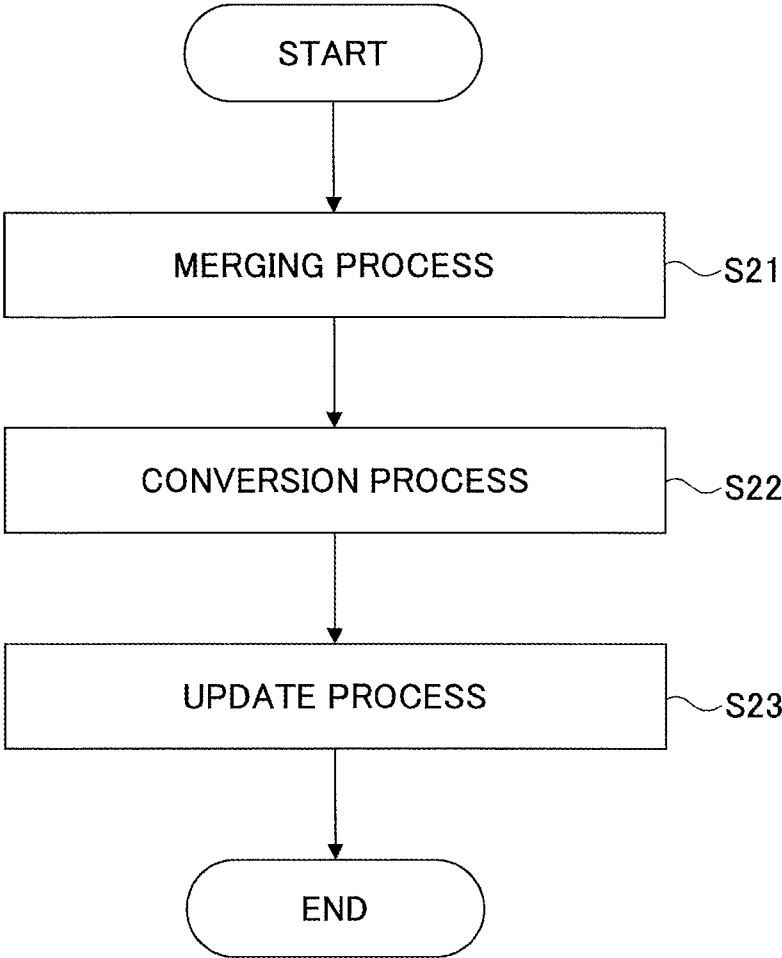 START
MERGING PROCESS
S21
CONVERSION PROCESS
S22
UPDATE PROCESS
S23
END